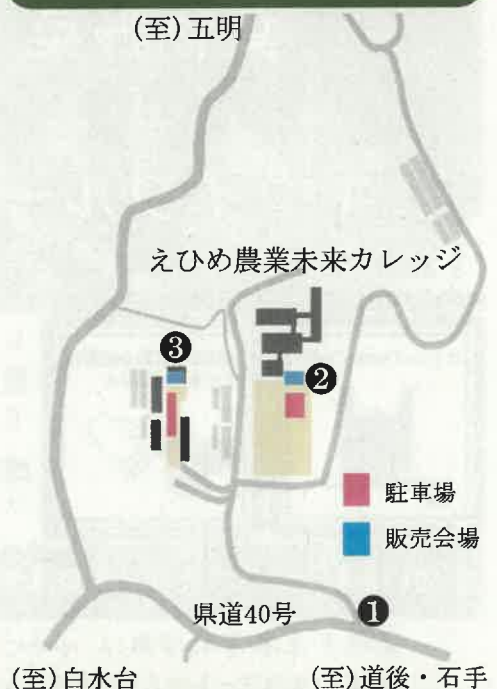 (至)五明
えひめ農業未来カレッジ
❸
❷
駐車場
販売会場
県道40号
❶
(至)白水台
(至)道後・石手